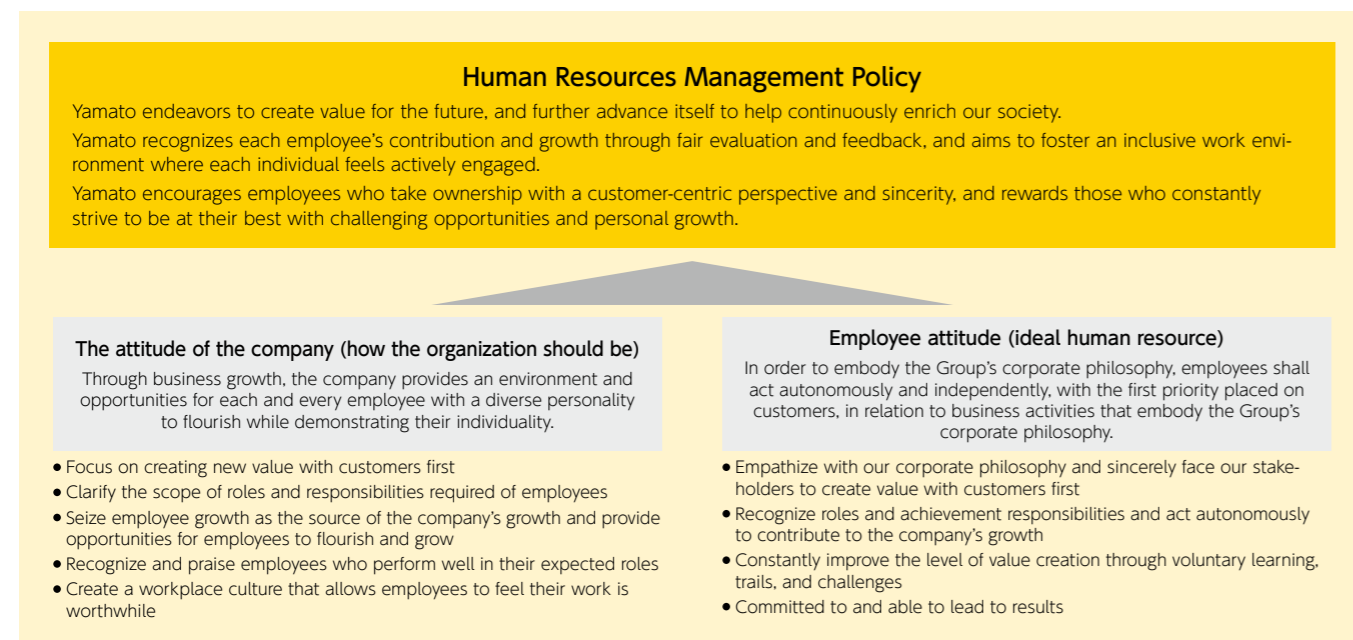 Human Resources Management Policy
Yamato endeavors to create value for the future, and further advance itself to help continuously enrich our society.
Yamato recognizes each employee's contribution and growth through fair evaluation and feedback, and aims to foster an inclusive work envi-
ronment where each individual feels actively engaged.
Yamato encourages employees who take ownership with a customer-centric perspective and sincerity, and rewards those who constantly
strive to be at their best with challenging opportunities and personal growth.
The attitude of the company (how the organization should be)
Through business growth, the company provides an environment and
opportunities for each and every employee with a diverse personality
to flourish while demonstrating their individuality.
• Focus on creating new value with customers first
• Clarify the scope of roles and responsibilities required of employees
• Seize employee growth as the source of the company's growth and provide
opportunities for employees to flourish and grow
• Recognize and praise employees who perform well in their expected roles
• Create a workplace culture that allows employees to feel their work is
worthwhile
Employee attitude (ideal human resource)
In order to embody the Group's corporate philosophy, employees shall
act autonomously and independently, with the first priority placed on
customers, in relation to business activities that embody the Group's
corporate philosophy.
• Empathize with our corporate philosophy and sincerely face our stake-
holders to create value with customers first
• Recognize roles and achievement responsibilities and act autonomously
to contribute to the company's growth
• Constantly improve the level of value creation through voluntary learning,
trails, and challenges
• Committed to and able to lead to results